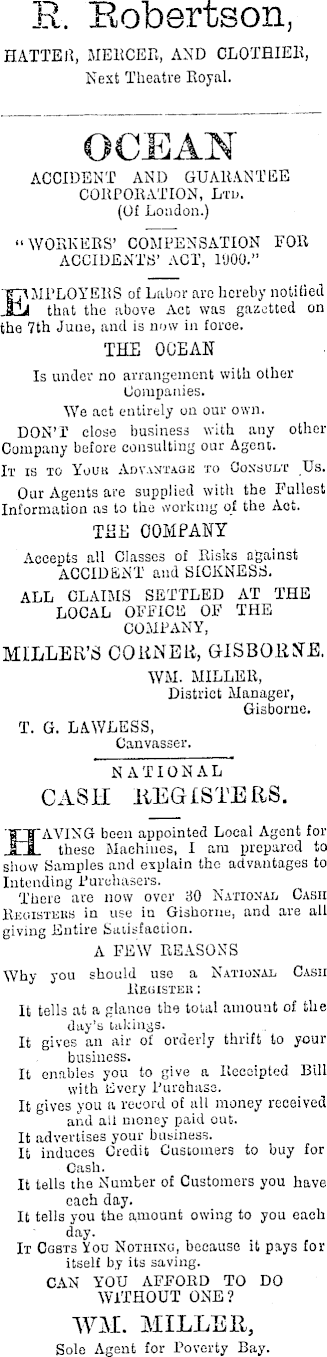 R. Robertson,
HATTER, MERCER, AND CLOTHIER,
Next Theatre Royal.
OCEAN
ACCIDENT AND GUARANTEE
CORPORATION, LTD.
(Of London.)
"WORKERS' COMPENSATION FOR
ACCIDENTS' ACT, 1900."
EMPLOYERS of Labor are hereby notified
that the above Act was gazetted on
the 7th June, and is now in force.
THE OCEAN
Is under no arrangement with other
Companies.
We act entirely on our own.
DON'T close business with any other
Company before consulting our Agent.
IT IS TO YOUR ADVANTAGE TO CONSULT US.
Our Agents are supplied with the Fullest
Information as to the working of the Act.
THE COMPANY
Accepts all Classes of Risks against
ACCIDENT and SICKNESS.
ALL CLAIMS SETTLED AT THE
LOCAL OFFICE OF THE
COMPANY,
MILLER'S CORNER, GISBORNE.
WM. MILLER,
District Manager,
Gisborne.
T. G. LAWLESS,
Canvasser.
NATIONAL
CASH REGISTERS.
HAVING been appointed Local Agent for
these Machines, I am prepared to
show Samples and explain the advantages to
Intending Purchasers.
There are now over 30 NATIONAL CASH
REGISTERS in use in Gisborne, and are all
giving Entire Satisfaction.
A FEW REASONS
Why you should use a NATIONAL CASH
REGISTER:
It tells at a glance the total amount of the
day's takings.
It gives an air of orderly thrift to your
business.
It enables you to give a Receipted Bill
with Every Purchase.
It gives you a record of all money received
and all money paid out.
It advertises your business.
It induces Credit Customers to buy for
Cash.
It tells the Number of Customers you have
each day.
It tells you the amount owing to you each
day.
IT COSTS YOU NOTHING, because it pays for
itself by its saving.
CAN YOU AFFORD TO DO
WITHOUT ONE?
WM. MILLER,
Sole Agent for Poverty Bay.